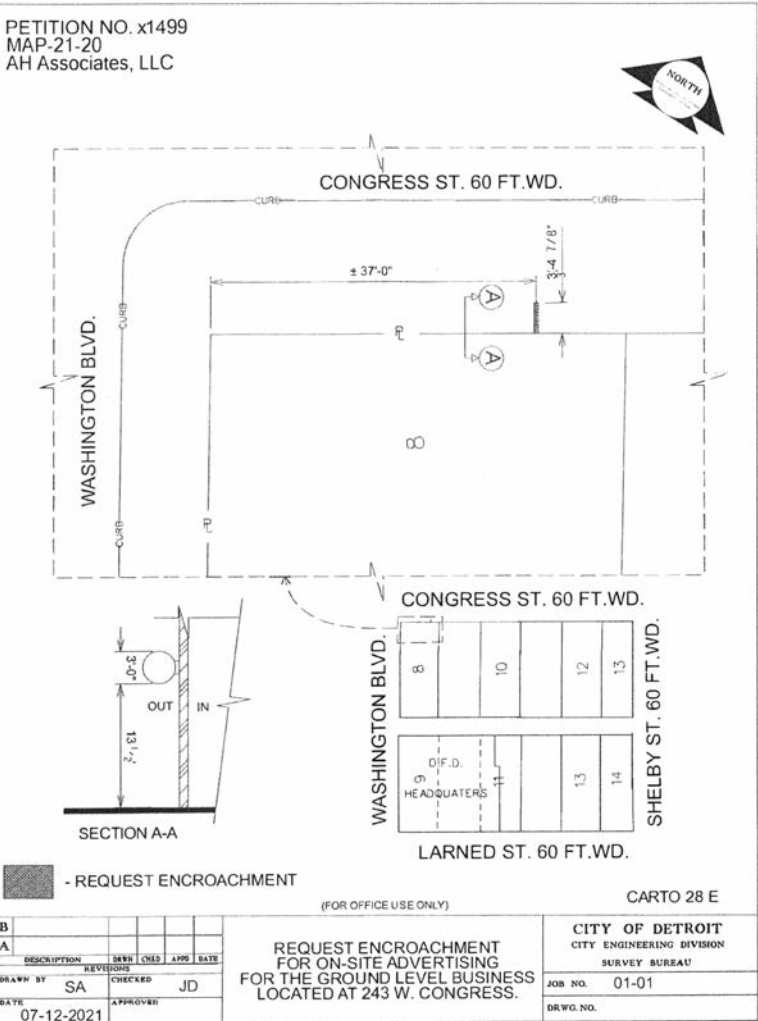 PETITION NO. x1499
MAP-21-20
AH Associates, LLC
NORTH
CONGRESS ST. 60 FT.WD.
CURB
CURB
± 37'-0"
3'-4 7/8"
A
A
CURB
WASHINGTON BLVD.
PL
8
PL
CURB
CONGRESS ST. 60 FT.WD.
WASHINGTON BLVD.
8
10
12
13
SHELBY ST. 60 FT.WD.
D.F.D.
HEADQUATERS
9
11
13
14
LARNED ST. 60 FT.WD.
3'-0"
OUT
IN
13 1/2'
SECTION A-A
- REQUEST ENCROACHMENT
(FOR OFFICE USE ONLY)
CARTO 28 E
B
A
DESCRIPTION
DRWN
CHKD
APPD
DATE
REVISIONS
DRAWN BY
SA
CHECKED
JD
DATE
07-12-2021
APPROVED
REQUEST ENCROACHMENT
FOR ON-SITE ADVERTISING
FOR THE GROUND LEVEL BUSINESS
LOCATED AT 243 W. CONGRESS.
CITY OF DETROIT
CITY ENGINEERING DIVISION
SURVEY BUREAU
JOB NO. 01-01
DRWG. NO.